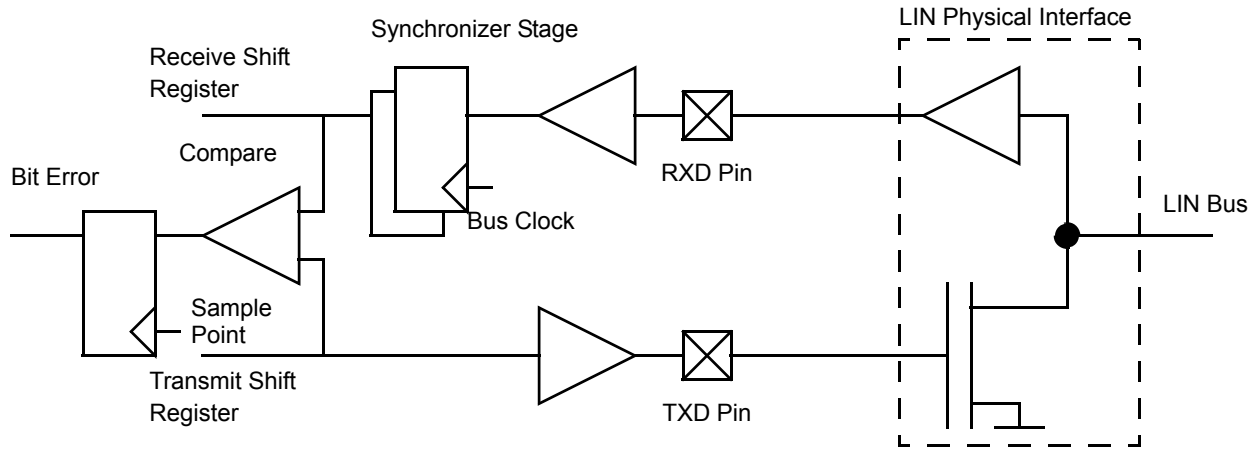 LIN Physical Interface
Synchronizer Stage
Receive Shift
Register
Compare
RXD Pin
Bit Error
Bus Clock
LIN Bus
Sample
Point
Transmit Shift
Register
TXD Pin